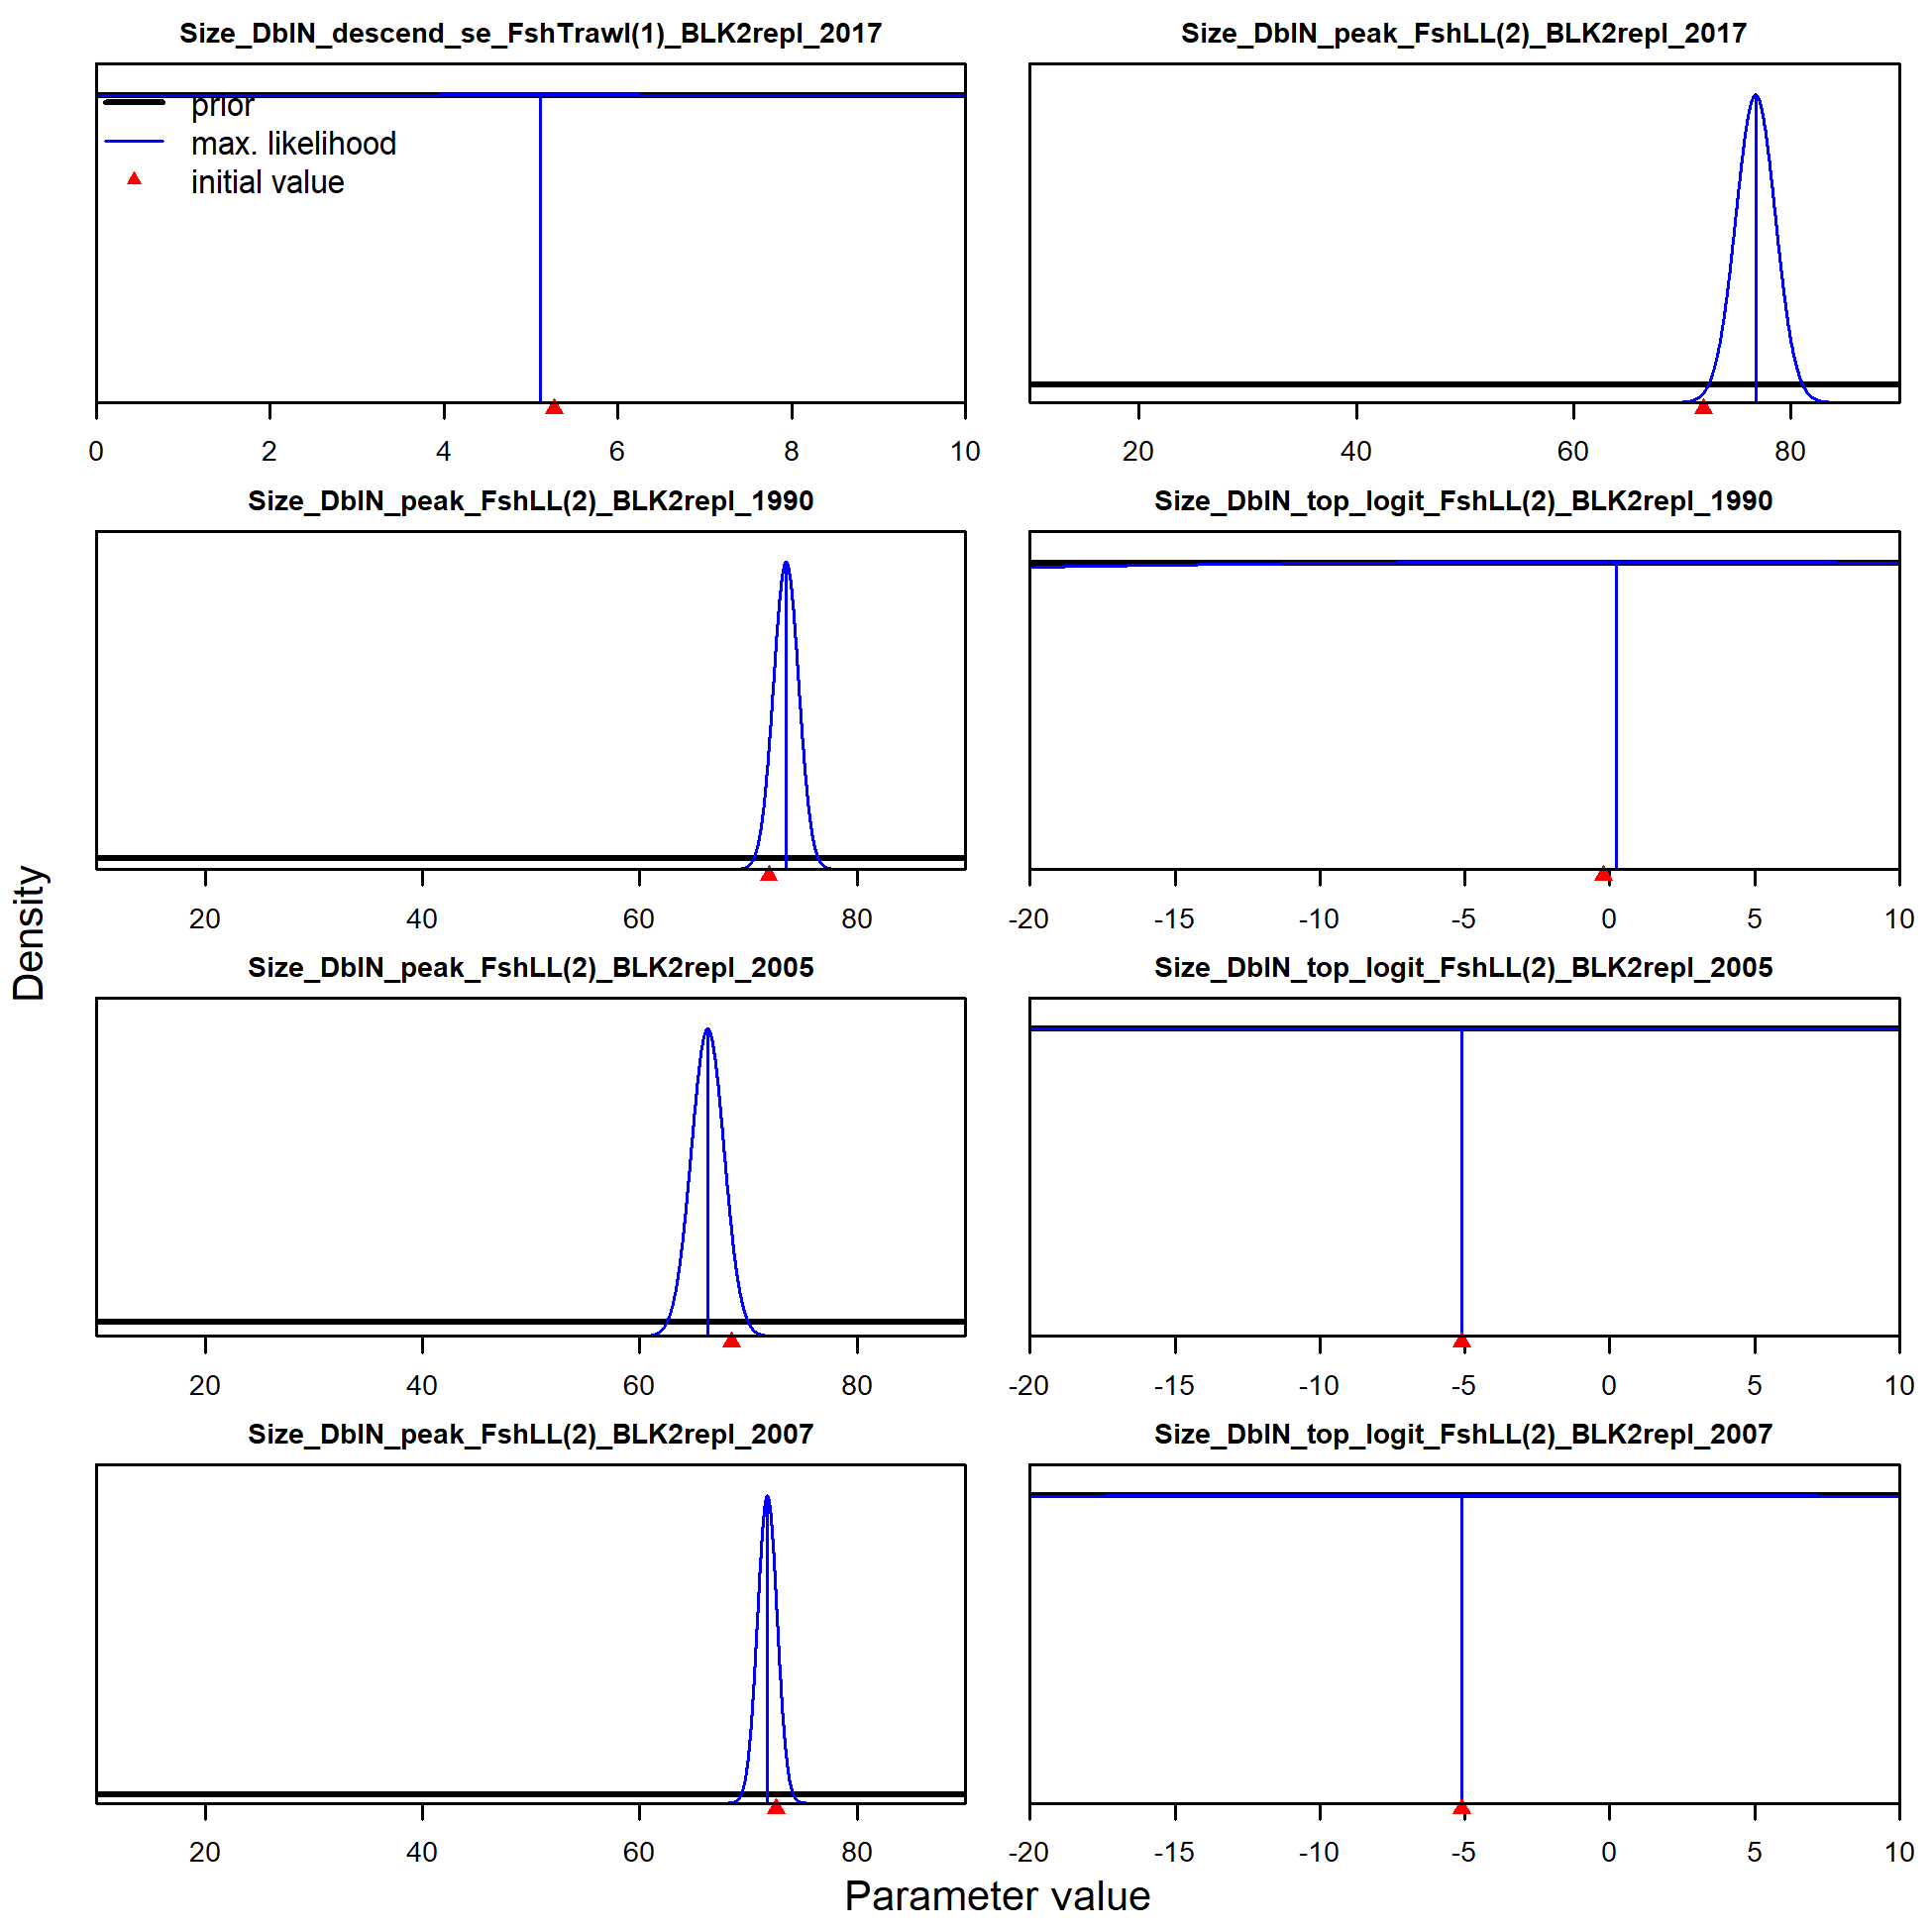 Size_DblN_descend_se_FshTrawl(1)_BLK2repl_2017
Size_DblN_peak_FshLL(2)_BLK2repl_2017
prior
max. likelihood
initial value
0 2 4 6 8 10
20 40 60 80
Size_DblN_peak_FshLL(2)_BLK2repl_1990
Size_DblN_top_logit_FshLL(2)_BLK2repl_1990
20 40 60 80
-20 -15 -10 -5 0 5 10
Density
Size_DblN_peak_FshLL(2)_BLK2repl_2005
Size_DblN_top_logit_FshLL(2)_BLK2repl_2005
20 40 60 80
-20 -15 -10 -5 0 5 10
Size_DblN_peak_FshLL(2)_BLK2repl_2007
Size_DblN_top_logit_FshLL(2)_BLK2repl_2007
20 40 60 80
-20 -15 -10 -5 0 5 10
Parameter value